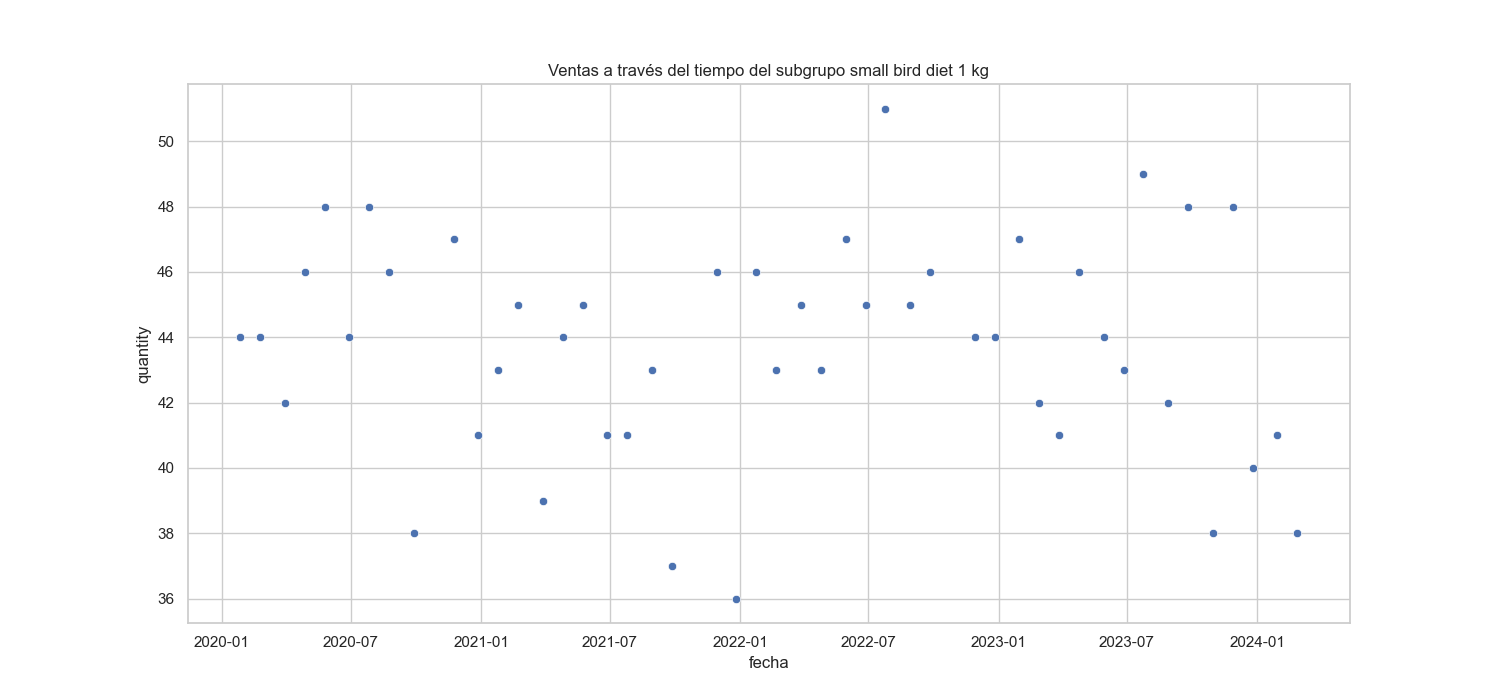 Ventas a través del tiempo del subgrupo small bird diet 1 kg
50
48
46
44
42
40
38
36
quantity
2020-01 2020-07 2021-01 2021-07 2022-01 2022-07 2023-01 2023-07 2024-01
fecha